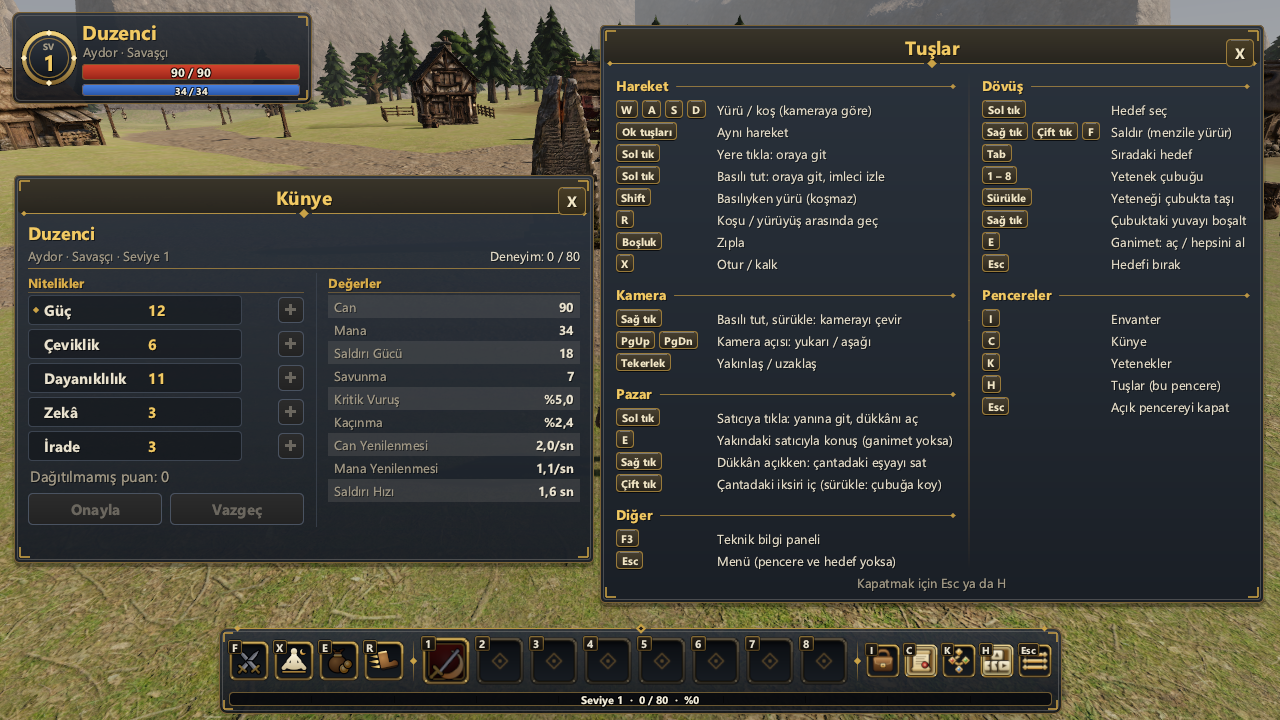 SV
1
Duzenci
Aydor · Savaşçı
90 / 90
34 / 34
Künye
X
Duzenci
Aydor · Savaşçı · Seviye 1
Deneyim: 0 / 80
Nitelikler
Güç 12 +
Çeviklik 6 +
Dayanıklılık 11 +
Zekâ 3 +
İrade 3 +
Dağıtılmamış puan: 0
Onayla Vazgeç
Değerler
Can 90
Mana 34
Saldırı Gücü 18
Savunma 7
Kritik Vuruş %5,0
Kaçınma %2,4
Can Yenilenmesi 2,0/sn
Mana Yenilenmesi 1,1/sn
Saldırı Hızı 1,6 sn
Tuşlar
X
Hareket
W A S D Yürü / koş (kameraya göre)
Ok tuşları Aynı hareket
Sol tık Yere tıkla: oraya git
Sol tık Basılı tut: oraya git, imleci izle
Shift Basılıyken yürü (koşmaz)
R Koşu / yürüyüş arasında geç
Boşluk Zıpla
X Otur / kalk
Kamera
Sağ tık Basılı tut, sürükle: kamerayı çevir
PgUp PgDn Kamera açısı: yukarı / aşağı
Tekerlek Yakınlaş / uzaklaş
Pazar
Sol tık Satıcıya tıkla: yanına git, dükkânı aç
E Yakındaki satıcıyla konuş (ganimet yoksa)
Sağ tık Dükkân açıkken: çantadaki eşyayı sat
Çift tık Çantadaki iksiri iç (sürükle: çubuğa koy)
Diğer
F3 Teknik bilgi paneli
Esc Menü (pencere ve hedef yoksa)
Dövüş
Sol tık Hedef seç
Sağ tık Çift tık F Saldır (menzile yürür)
Tab Sıradaki hedef
1 – 8 Yetenek çubuğu
Sürükle Yeteneği çubukta taşı
Sağ tık Çubuktaki yuvayı boşalt
E Ganimet: aç / hepsini al
Esc Hedefi bırak
Pencereler
I Envanter
C Künye
K Yetenekler
H Tuşlar (bu pencere)
Esc Açık pencereyi kapat
Kapatmak için Esc ya da H
F X E R 1 2 3 4 5 6 7 8 I C K H Esc
Seviye 1 · 0 / 80 · %0